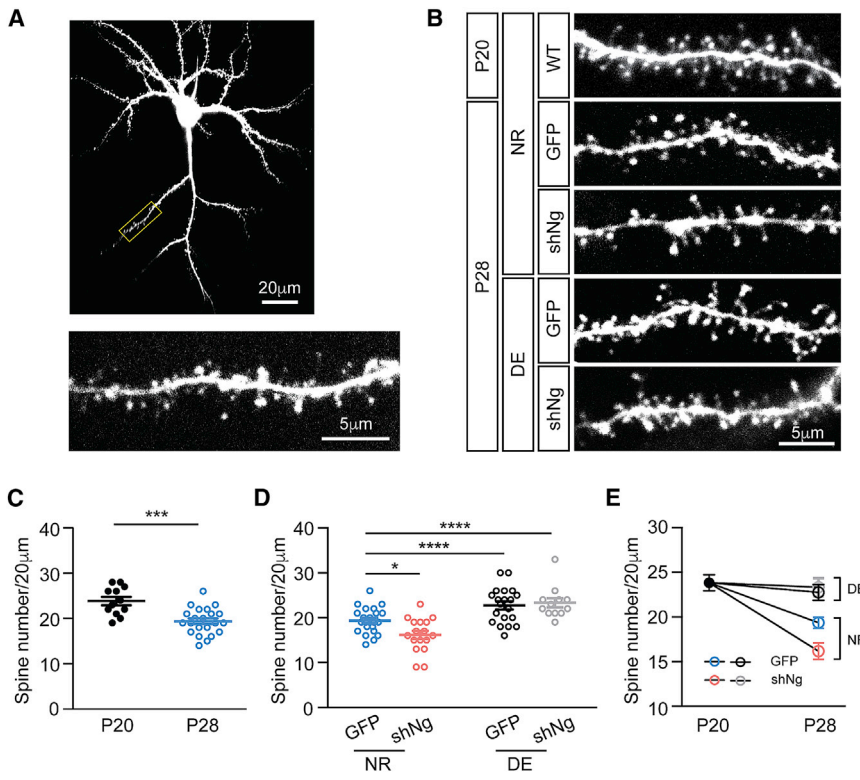 A
20μm
5μm
B
P20
P28
NR
DE
WT
GFP
shNg
GFP
shNg
5μm
C
***
Spine number/20μm
40
30
20
10
0
P20
P28
D
****
****
*
Spine number/20μm
40
30
20
10
0
GFP
shNg
GFP
shNg
NR
DE
E
Spine number/20μm
30
25
20
15
10
DE
GFP
shNg
P20
P28